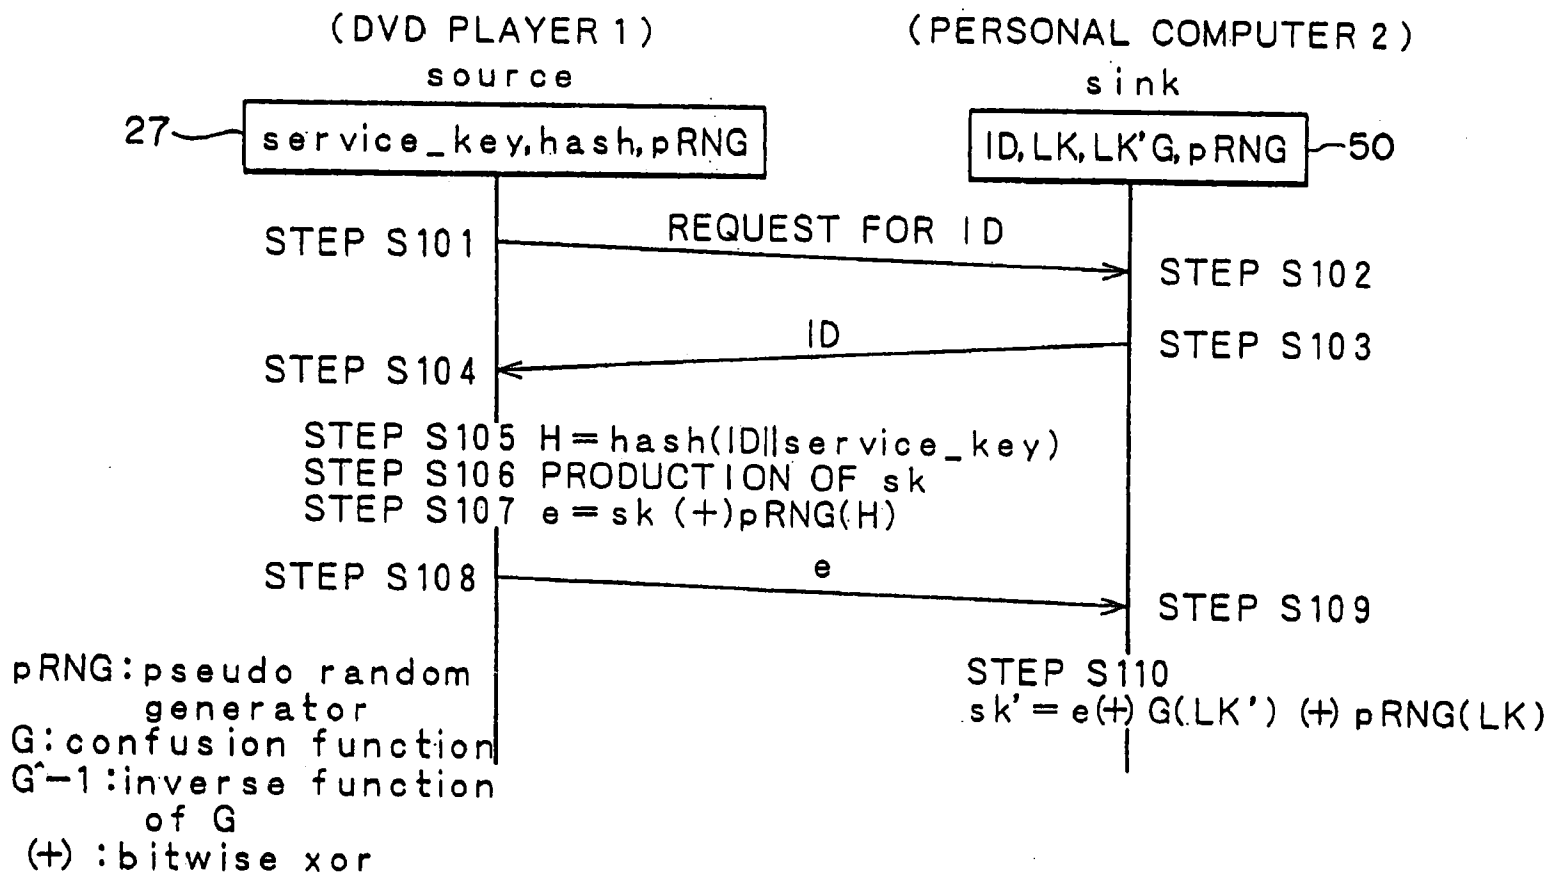 (DVD PLAYER 1)
source
(PERSONAL COMPUTER 2)
sink
27
service_key,hash,pRNG
ID,LK,LK'G,pRNG
50
STEP S101
REQUEST FOR ID
STEP S102
ID
STEP S103
STEP S104
STEP S105 H=hash(ID||service_key)
STEP S106 PRODUCTION OF sk
STEP S107 e=sk (+)pRNG(H)
STEP S108
e
STEP S109
STEP S110
sk'=e(+) G(LK') (+) pRNG(LK)
pRNG:pseudo random
generator
G:confusion function
G^-1:inverse function
of G
(+) :bitwise xor